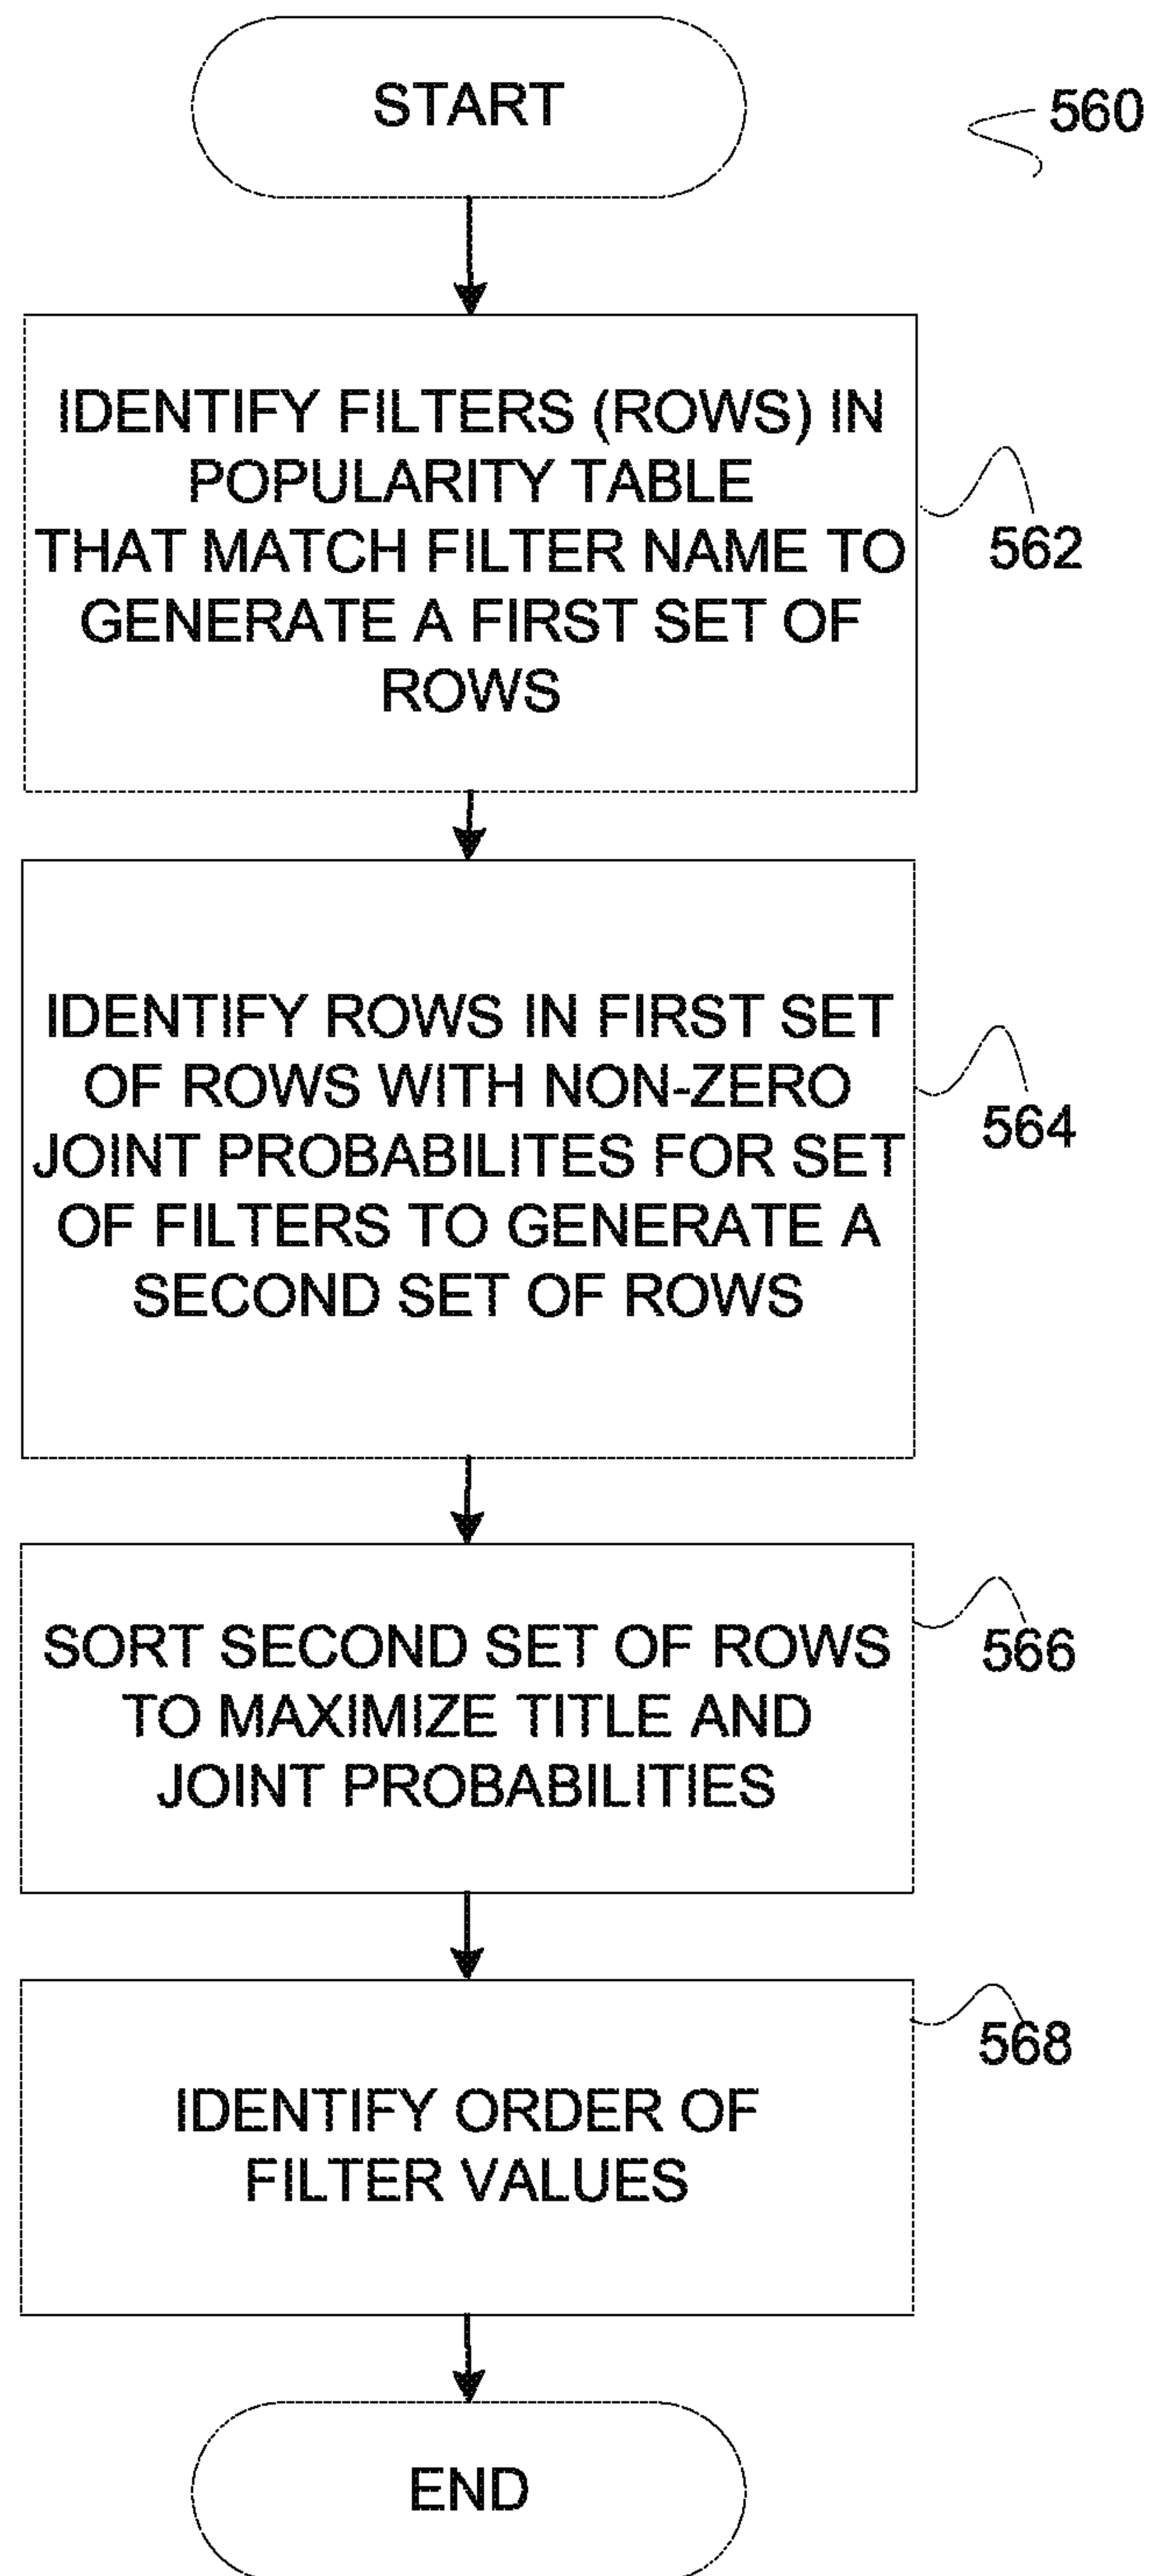 START
560
IDENTIFY FILTERS (ROWS) IN
POPULARITY TABLE
THAT MATCH FILTER NAME TO
GENERATE A FIRST SET OF
ROWS
562
IDENTIFY ROWS IN FIRST SET
OF ROWS WITH NON-ZERO
JOINT PROBABILITES FOR SET
OF FILTERS TO GENERATE A
SECOND SET OF ROWS
564
SORT SECOND SET OF ROWS
TO MAXIMIZE TITLE AND
JOINT PROBABILITIES
566
IDENTIFY ORDER OF
FILTER VALUES
568
END